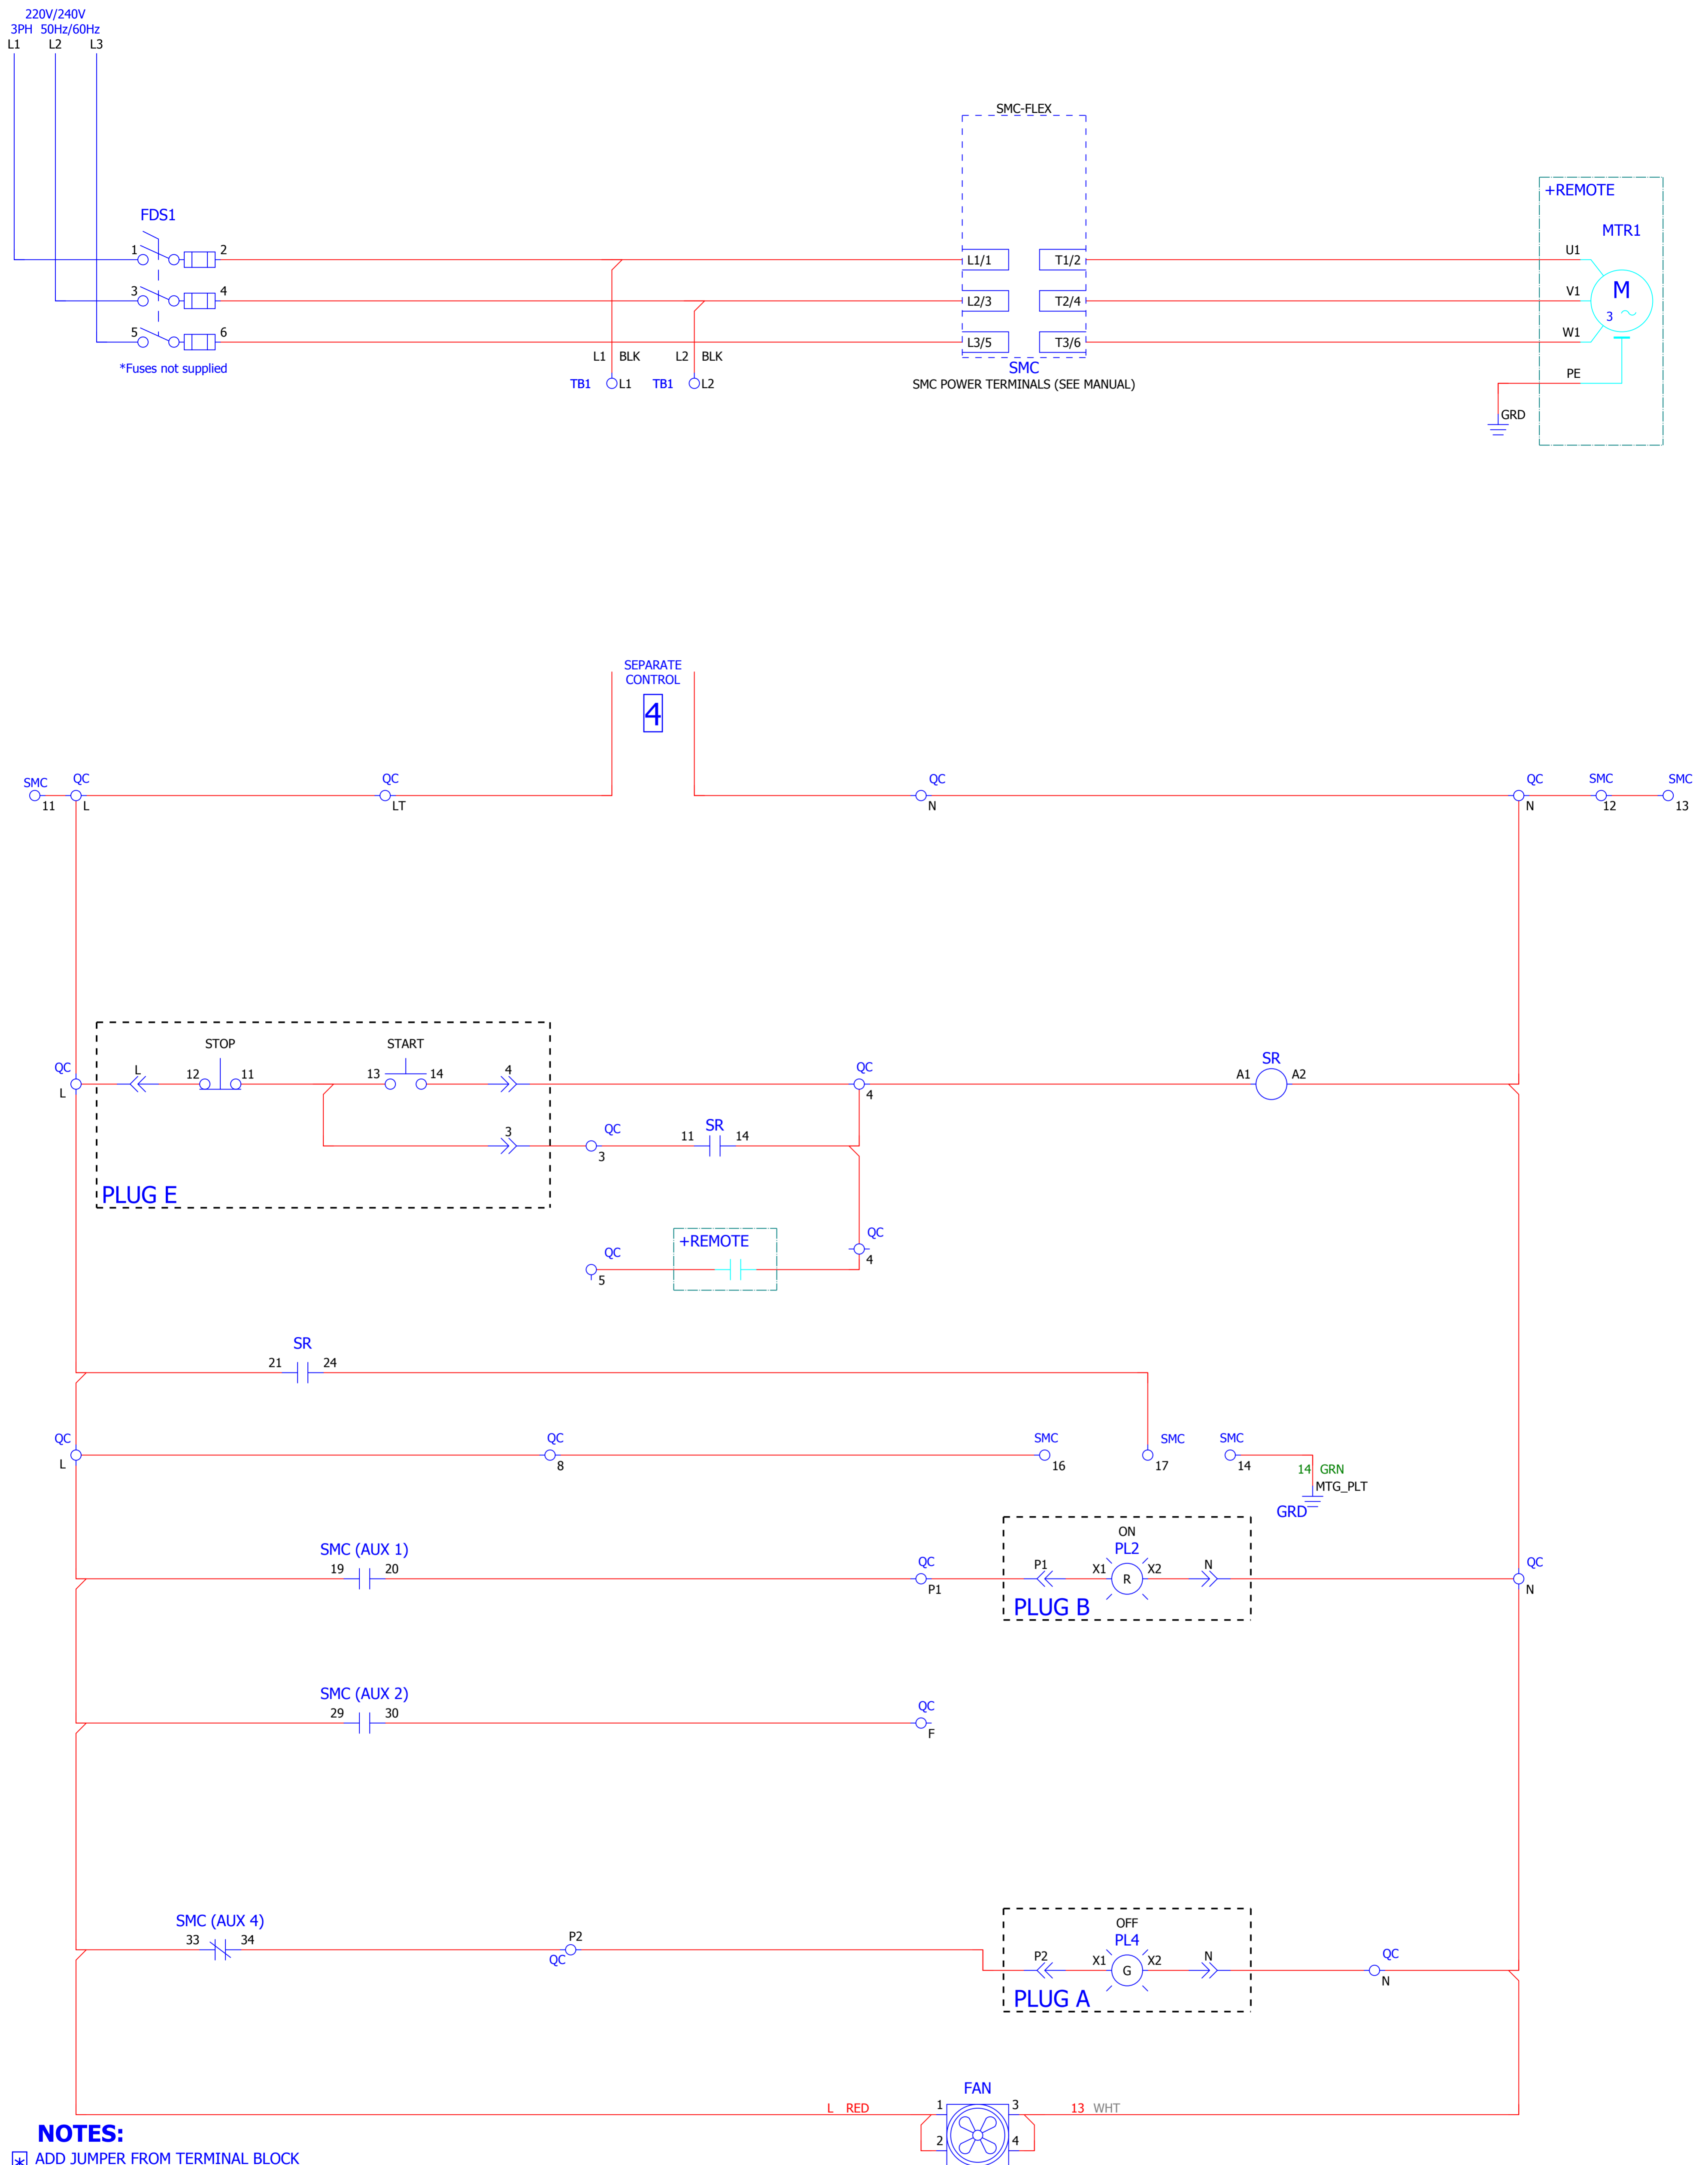 220V/240V
3PH 50Hz/60Hz
L1 L2 L3
SMC-FLEX
+REMOTE
FDS1
MTR1
1 2 L1/1 T1/2 U1
3 4 L2/3 T2/4 V1 M
3
5 6 L3/5 T3/6 W1
*Fuses not supplied
L1 BLK L2 BLK
SMC
TB1 L1 TB1 L2
SMC POWER TERMINALS (SEE MANUAL)
PE
GRD
SEPARATE
CONTROL
4
SMC QC QC QC QC SMC SMC
11 L LT N N 12 13
STOP START
QC L 12 11 13 14 4 QC SR
A1 A2
L 4
3 QC 11 SR 14
3
PLUG E
+REMOTE QC
QC 4
5
SR
21 24
QC QC SMC SMC SMC
L 8 16 17 14
14 GRN
MTG_PLT
GRD
ON
SMC (AUX 1) PL2
19 20 QC P1 X1 R X2 N QC
P1 N
PLUG B
SMC (AUX 2)
29 30 QC
F
OFF
SMC (AUX 4) PL4
33 34 P2
QC
P2 X1 G X2 N QC
N
PLUG A
FAN
L RED 1 3 13 WHT
2 4
NOTES:
* ADD JUMPER FROM TERMINAL BLOCK